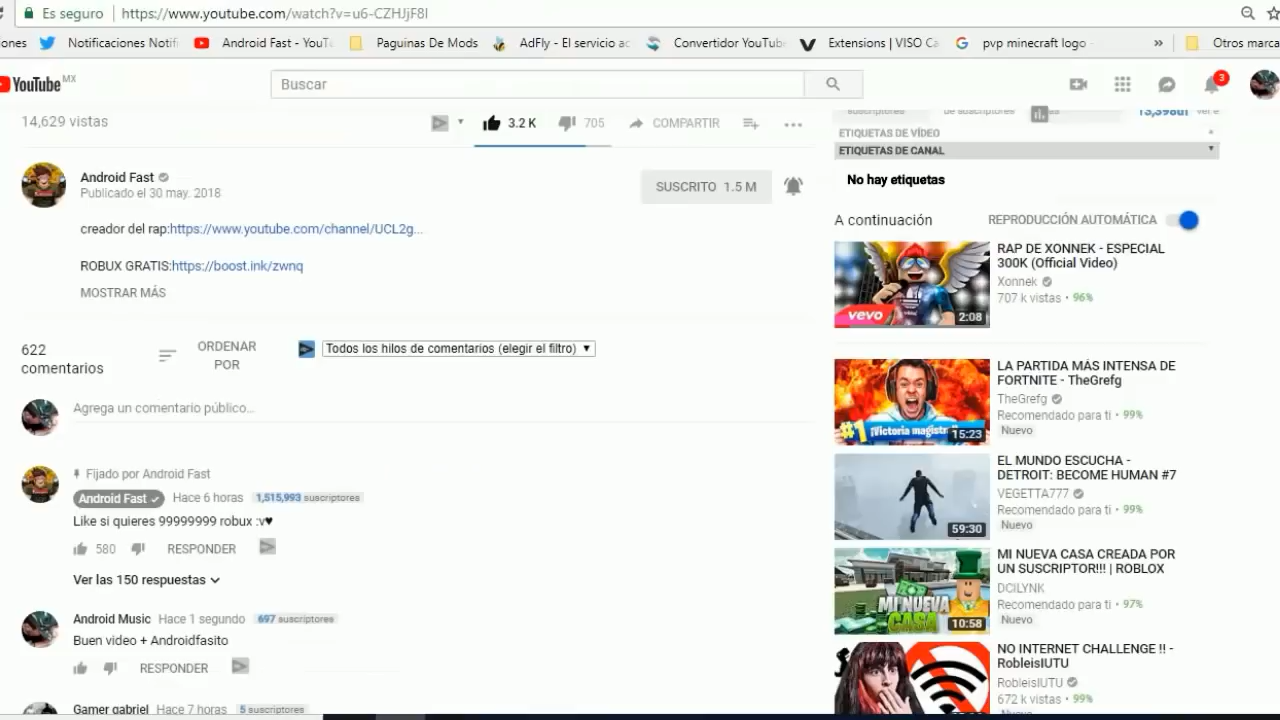 Es seguro https://www.youtube.com/watch?v=u6-CZHJjF8I
ones Notificaciones Notifi Android Fast - YouT Paguinas De Mods AdFly - El servicio ac Convertidor YouTube Extensions | VISO Ca pvp minecraft logo » Otros marca
YouTube MX
Buscar
3
14,629 vistas
3.2 K 705 COMPARTIR
Android Fast
Publicado el 30 may. 2018
SUSCRITO 1.5 M
creador del rap:https://www.youtube.com/channel/UCL2g...
ROBUX GRATIS:https://boost.ink/zwnq
MOSTRAR MÁS
622
comentarios
ORDENAR
POR
Todos los hilos de comentarios (elegir el filtro)
Agrega un comentario público...
Fijado por Android Fast
Android Fast Hace 6 horas 1,515,993 suscriptores
Like si quieres 99999999 robux :v♥
580 RESPONDER
Ver las 150 respuestas
Android Music Hace 1 segundo 697 suscriptores
Buen video + Androidfasito
RESPONDER
Gamer gabriel Hace 7 horas 5 suscriptores
suscriptores de suscriptores
ETIQUETAS DE VÍDEO
ETIQUETAS DE CANAL
No hay etiquetas
A continuación REPRODUCCIÓN AUTOMÁTICA
vevo
2:08
RAP DE XONNEK - ESPECIAL
300K (Official Video)
Xonnek
707 k vistas • 96%
#1 ¡Victoria magistr
15:23
LA PARTIDA MÁS INTENSA DE
FORTNITE - TheGrefg
TheGrefg
Recomendado para ti • 99%
Nuevo
59:30
EL MUNDO ESCUCHA -
DETROIT: BECOME HUMAN #7
VEGETTA777
Recomendado para ti • 99%
Nuevo
MI NUEVA
CASA
10:58
MI NUEVA CASA CREADA POR
UN SUSCRIPTOR!!! | ROBLOX
DCILYNK
Recomendado para ti • 97%
Nuevo
NO INTERNET CHALLENGE !! -
RobleisIUTU
RobleisIUTU
672 k vistas • 99%
Nuevo